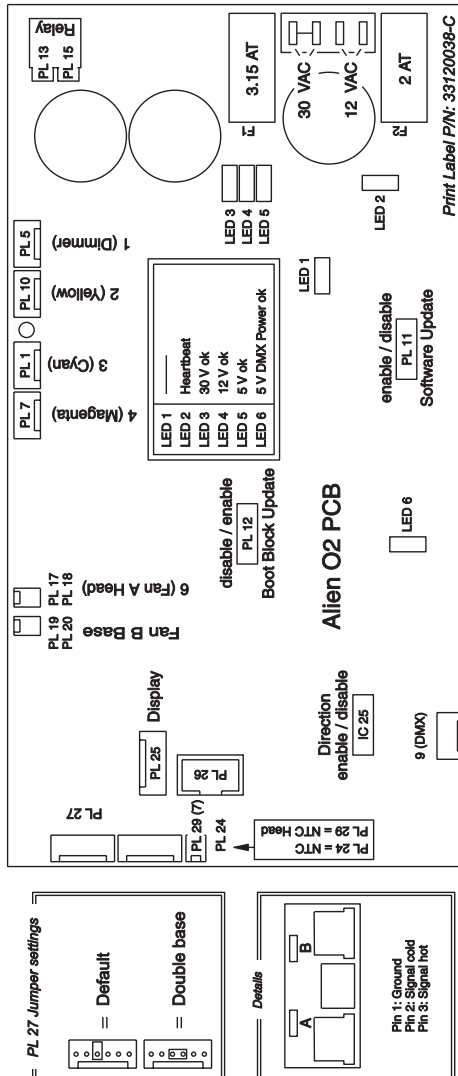 PL 13
PL 15
Relay
3.15 AT
T1
30 VAC
12 VAC
2 AT
T2
Print Label P/N: 33120038-C
PL 5
1 (Dimmer)
PL 10
2 (Yellow)
PL 1
3 (Cyan)
PL 7
4 (Magenta)
LED 3
LED 4
LED 5
LED 2
LED 1
LED 1
LED 2 Heartbeat
LED 3 30 V ok
LED 4 12 V ok
LED 5 5 V ok
LED 6 5 V DMX Power ok
enable / disable
PL 11
Software Update
disable / enable
PL 12
Boot Block Update
Alien O2 PCB
LED 6
PL 17
PL 18
6 (Fan A Head)
PL 19
PL 20
Fan B Base
Display
PL 25
PL 26
Direction
enable / disable
IC 25
9 (DMX)
PL 27
PL 29 (7)
PL 24
PL 24 = NTC
PL 29 = NTC Head
PL 27 Jumper settings
= Default
= Double base
Details
A
B
Pin 1: Ground
Pin 2: Signal cold
Pin 3: Signal hot